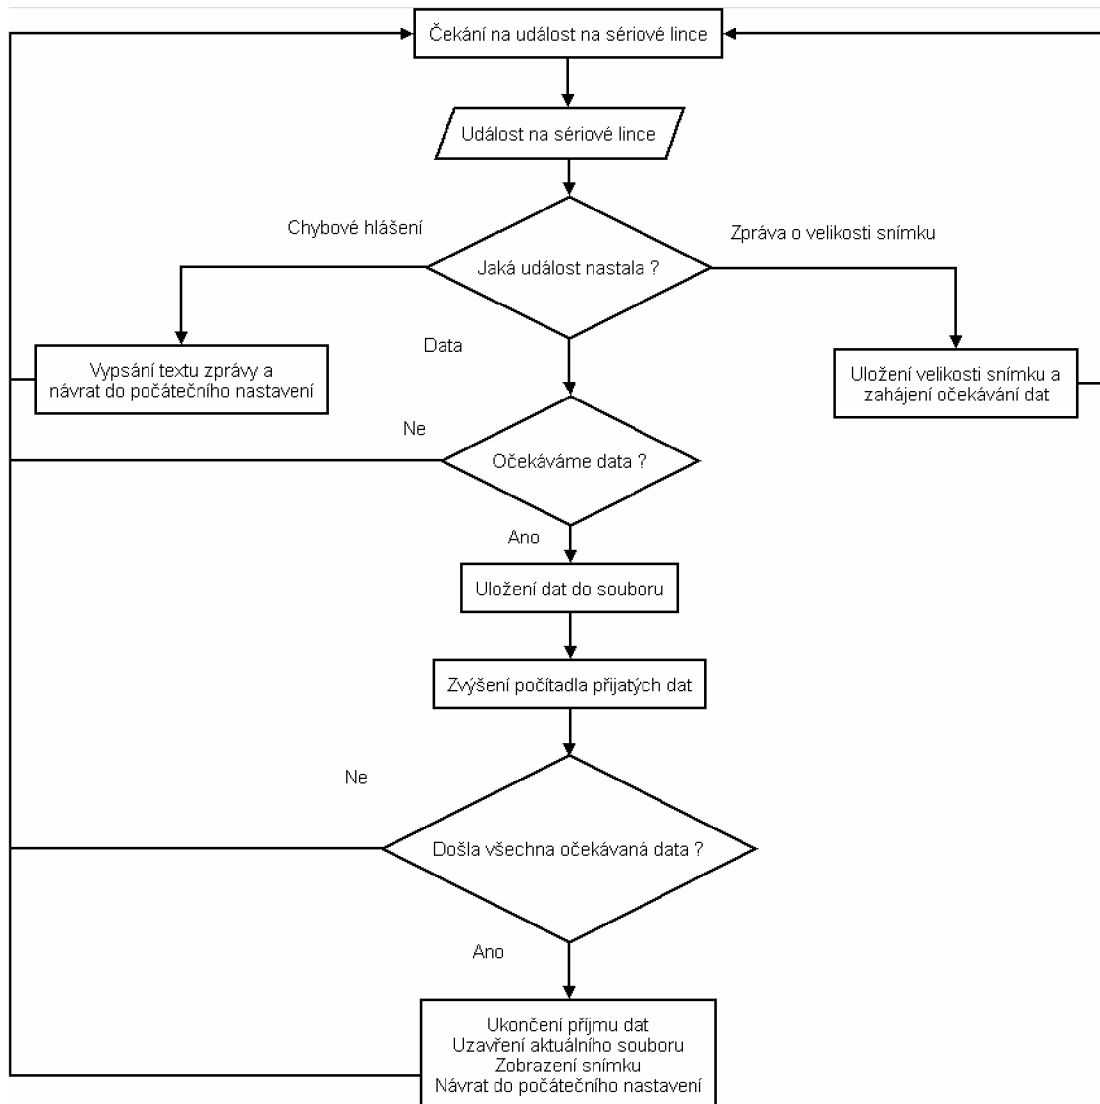 Čekání na událost na sériové lince
Událost na sériové lince
Chybové hlášení
Zpráva o velikosti snímku
Jaká událost nastala ?
Data
Vypsání textu zprávy a
návrat do počátečního nastavení
Uložení velikosti snímku a
zahájení očekávání dat
Ne
Očekáváme data ?
Ano
Uložení dat do souboru
Zvýšení počítadla přijatých dat
Ne
Došla všechna očekávaná data ?
Ano
Ukončení příjmu dat
Uzavření aktuálního souboru
Zobrazení snímku
Návrat do počátečního nastavení